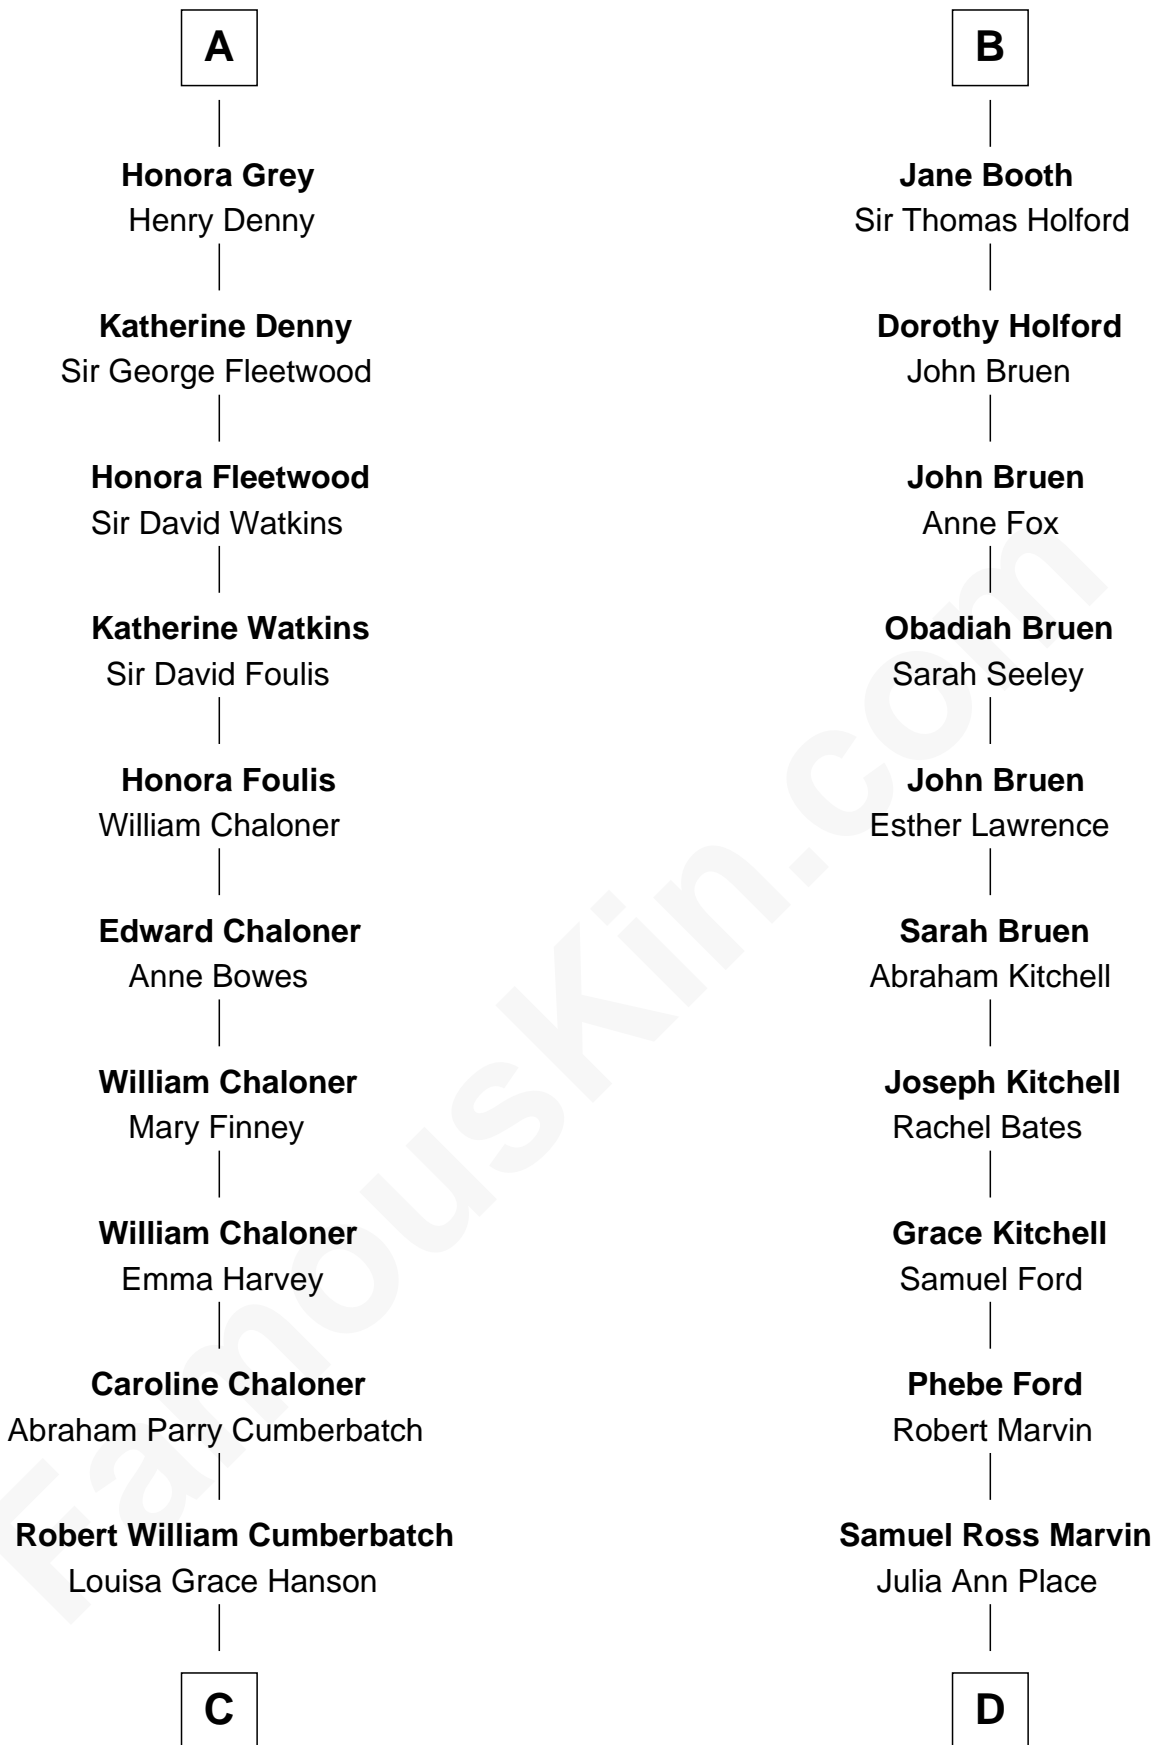 A
Honora Grey
Henry Denny
Katherine Denny
Sir George Fleetwood
Honora Fleetwood
Sir David Watkins
Katherine Watkins
Sir David Foulis
Honora Foulis
William Chaloner
Edward Chaloner
Anne Bowes
William Chaloner
Mary Finney
William Chaloner
Emma Harvey
Caroline Chaloner
Abraham Parry Cumberbatch
Robert William Cumberbatch
Louisa Grace Hanson
C
B
Jane Booth
Sir Thomas Holford
Dorothy Holford
John Bruen
John Bruen
Anne Fox
Obadiah Bruen
Sarah Seeley
John Bruen
Esther Lawrence
Sarah Bruen
Abraham Kitchell
Joseph Kitchell
Rachel Bates
Grace Kitchell
Samuel Ford
Phebe Ford
Robert Marvin
Samuel Ross Marvin
Julia Ann Place
D
FamousKin.com